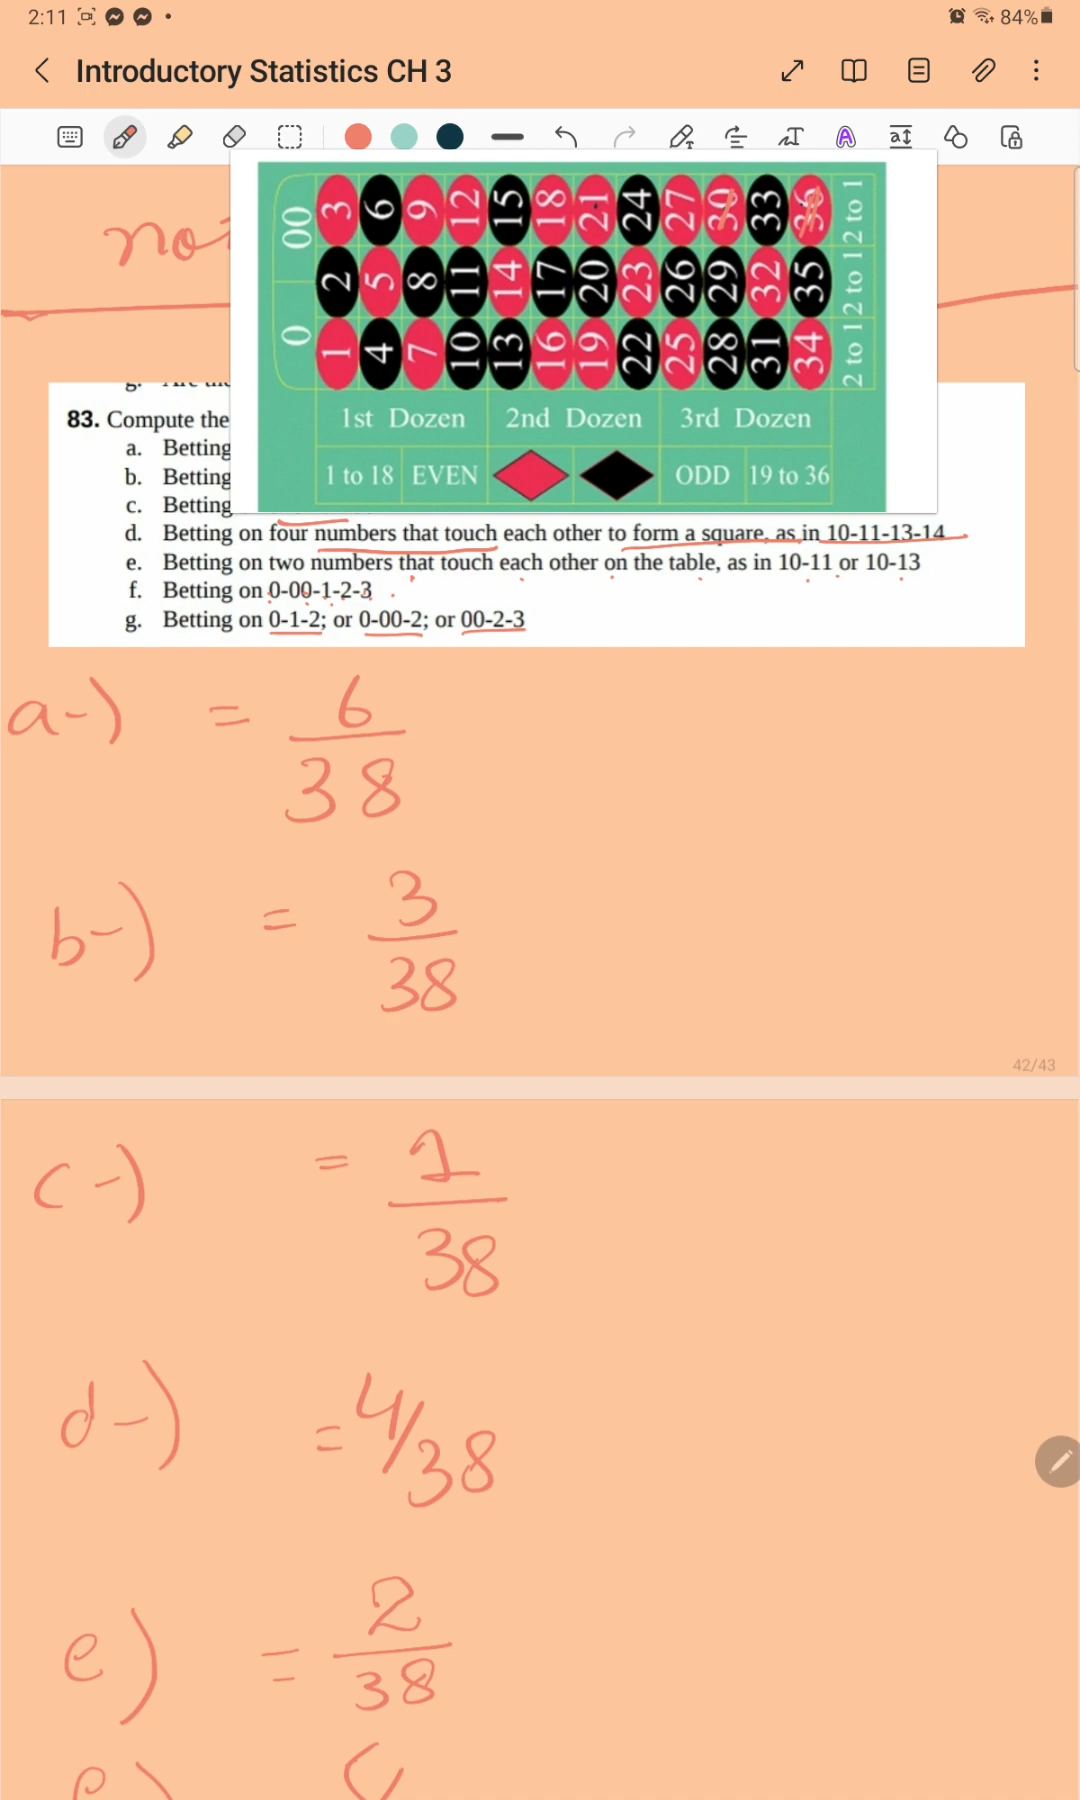 2:11 84%
Introductory Statistics CH 3
not
00 3 6 9 12 15 18 21 24 27 30 33 36 2 to 1
2 5 8 11 14 17 20 23 26 29 32 35 2 to 1
0 1 4 7 10 13 16 19 22 25 28 31 34 2 to 1
1st Dozen 2nd Dozen 3rd Dozen
1 to 18 EVEN ODD 19 to 36
83. Compute the
a. Betting
b. Betting
c. Betting
d. Betting on four numbers that touch each other to form a square, as in 10-11-13-14
e. Betting on two numbers that touch each other on the table, as in 10-11 or 10-13
f. Betting on 0-00-1-2-3
g. Betting on 0-1-2; or 0-00-2; or 00-2-3
a-) = 6
38
b-) = 3
38
42/43
c-) = 1
38
d-) = 4/38
e) = 2
38